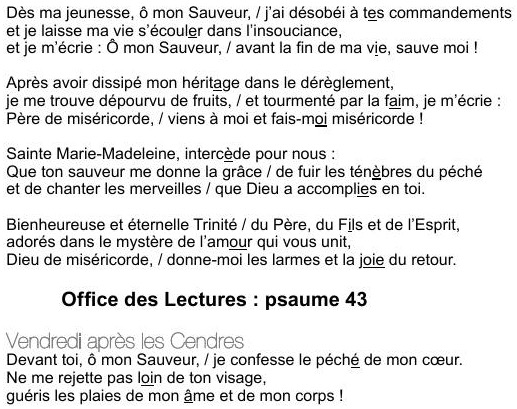 Dès ma jeunesse, ô mon Sauveur, / j'ai désobéi à tes commandements
et je laisse ma vie s'écouler dans l'insouciance,
et je m'écrie : Ô mon Sauveur, / avant la fin de ma vie, sauve moi !
Après avoir dissipé mon héritage dans le dérèglement,
je me trouve dépourvu de fruits, / et tourmenté par la faim, je m'écrie :
Père de miséricorde, / viens à moi et fais-moi miséricorde !
Sainte Marie-Madeleine, intercède pour nous :
Que ton sauveur me donne la grâce / de fuir les ténèbres du péché
et de chanter les merveilles / que Dieu a accomplies en toi.
Bienheureuse et éternelle Trinité / du Père, du Fils et de l'Esprit,
adorés dans le mystère de l'amour qui vous unit,
Dieu de miséricorde, / donne-moi les larmes et la joie du retour.
Office des Lectures : psaume 43
Vendredi après les Cendres
Devant toi, ô mon Sauveur, / je confesse le péché de mon cœur.
Ne me rejette pas loin de ton visage,
guéris les plaies de mon âme et de mon corps !